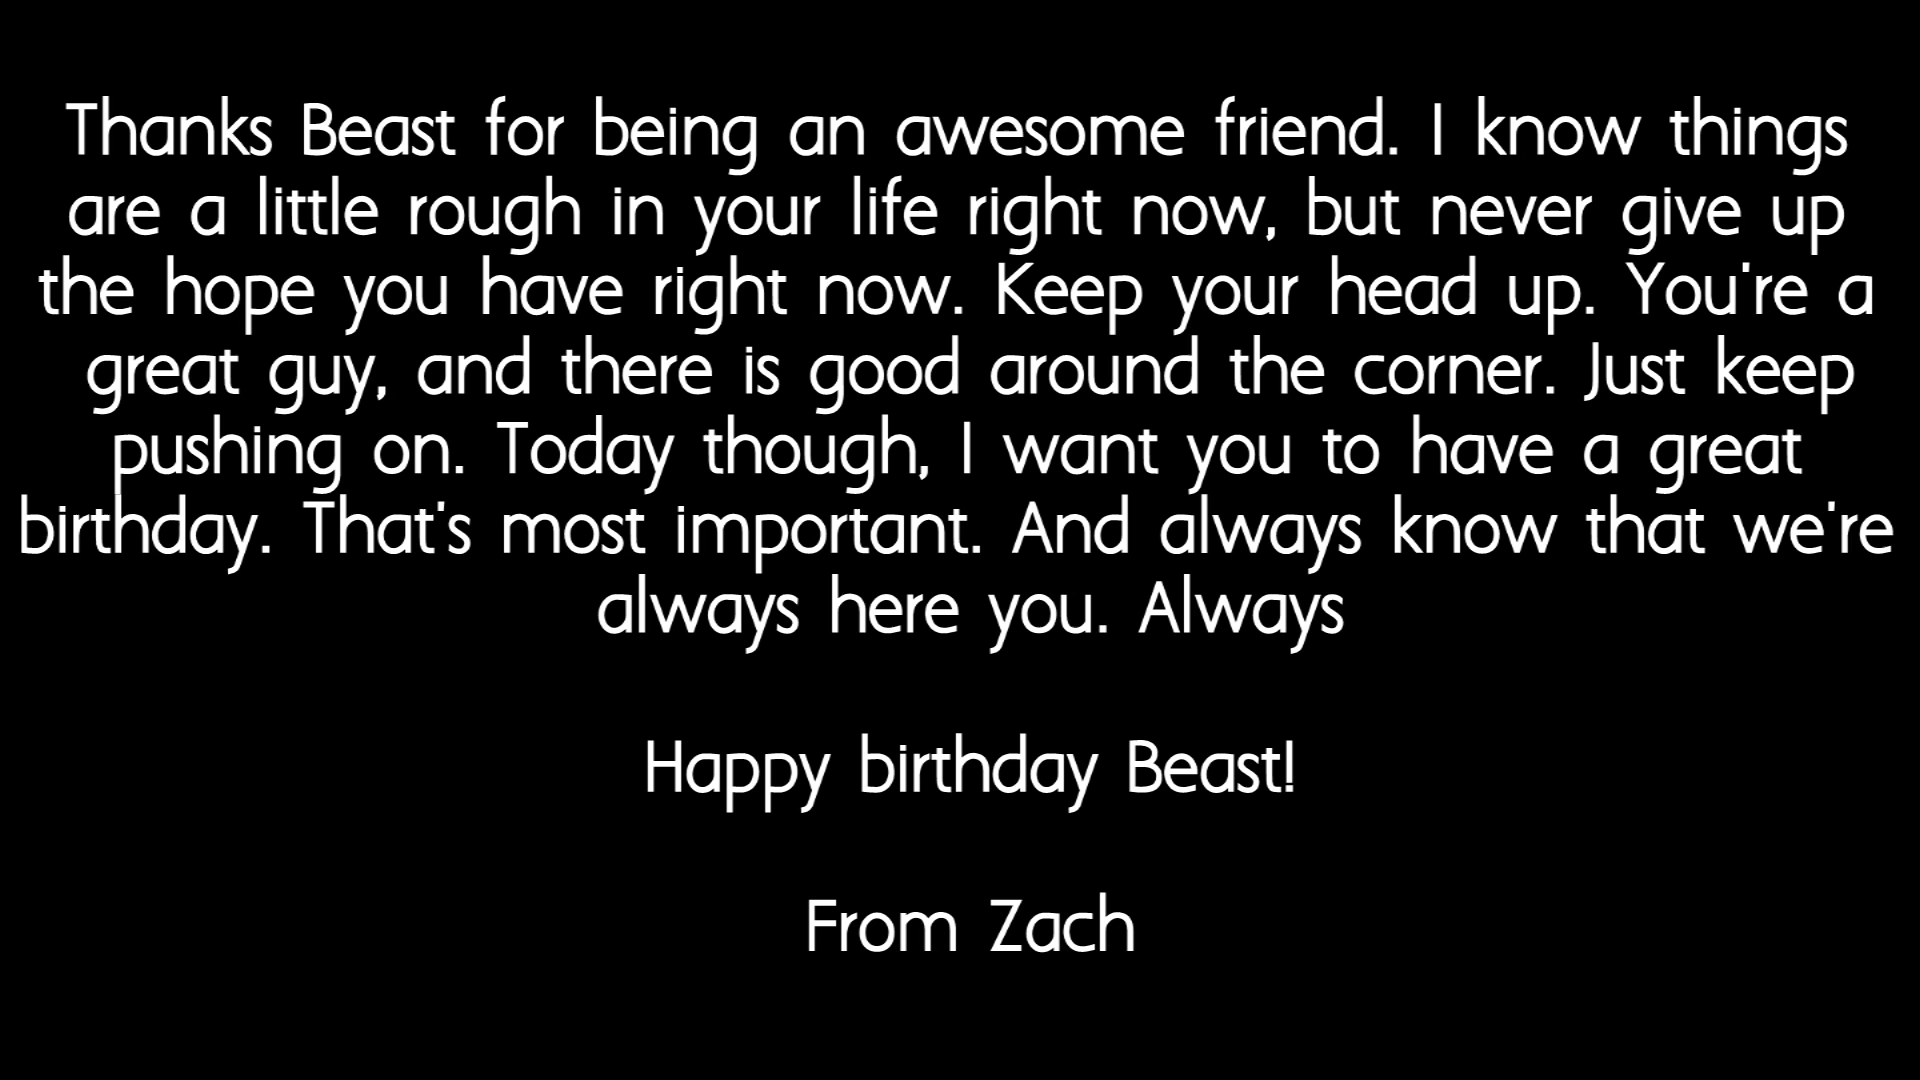 Thanks Beast for being an awesome friend. I know things
are a little rough in your life right now, but never give up
the hope you have right now. Keep your head up. You're a
great guy, and there is good around the corner. Just keep
pushing on. Today though, I want you to have a great
birthday. That's most important. And always know that we're
always here you. Always
Happy birthday Beast!
From Zach